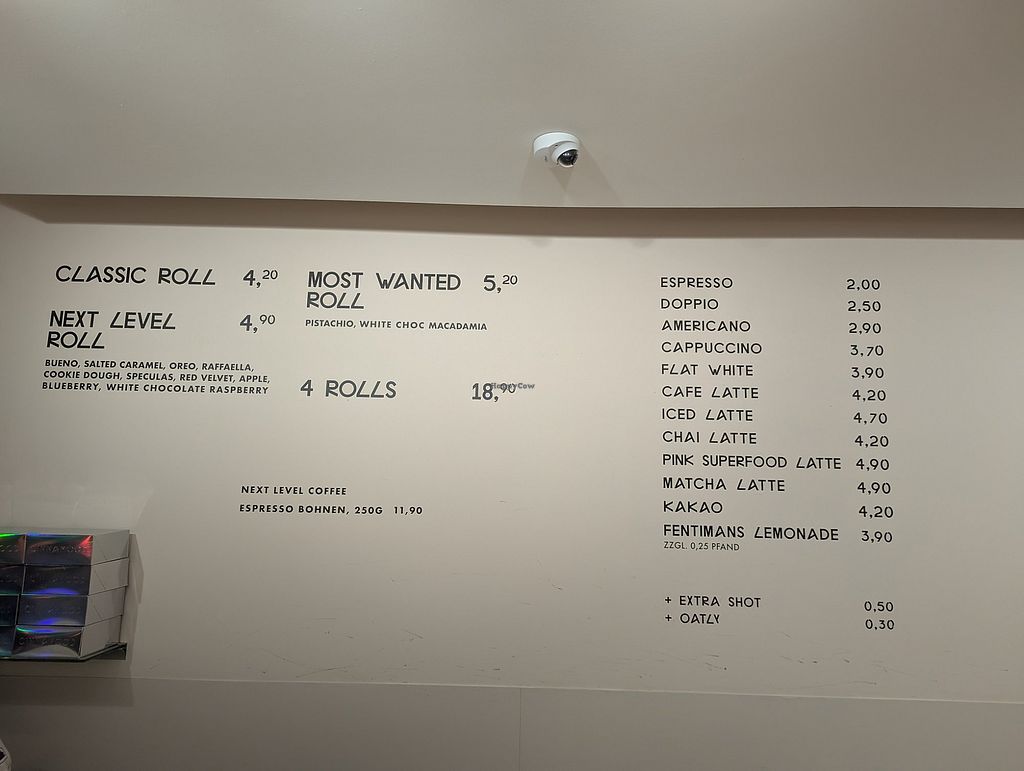 CLASSIC ROLL 4,20
NEXT LEVEL 4,90
ROLL
BUENO, SALTED CARAMEL, OREO, RAFFAELLA,
COOKIE DOUGH, SPECULAS, RED VELVET, APPLE,
BLUEBERRY, WHITE CHOCOLATE RASPBERRY
MOST WANTED 5,20
ROLL
PISTACHIO, WHITE CHOC MACADAMIA
4 ROLLS 18,90
HappyCow
NEXT LEVEL COFFEE
ESPRESSO BOHNEN, 250G 11,90
ESPRESSO 2,00
DOPPIO 2,50
AMERICANO 2,90
CAPPUCCINO 3,70
FLAT WHITE 3,90
CAFE LATTE 4,20
ICED LATTE 4,70
CHAI LATTE 4,20
PINK SUPERFOOD LATTE 4,90
MATCHA LATTE 4,90
KAKAO 4,20
FENTIMANS LEMONADE 3,90
ZZGL. 0,25 PFAND
+ EXTRA SHOT 0,50
+ OATLY 0,30